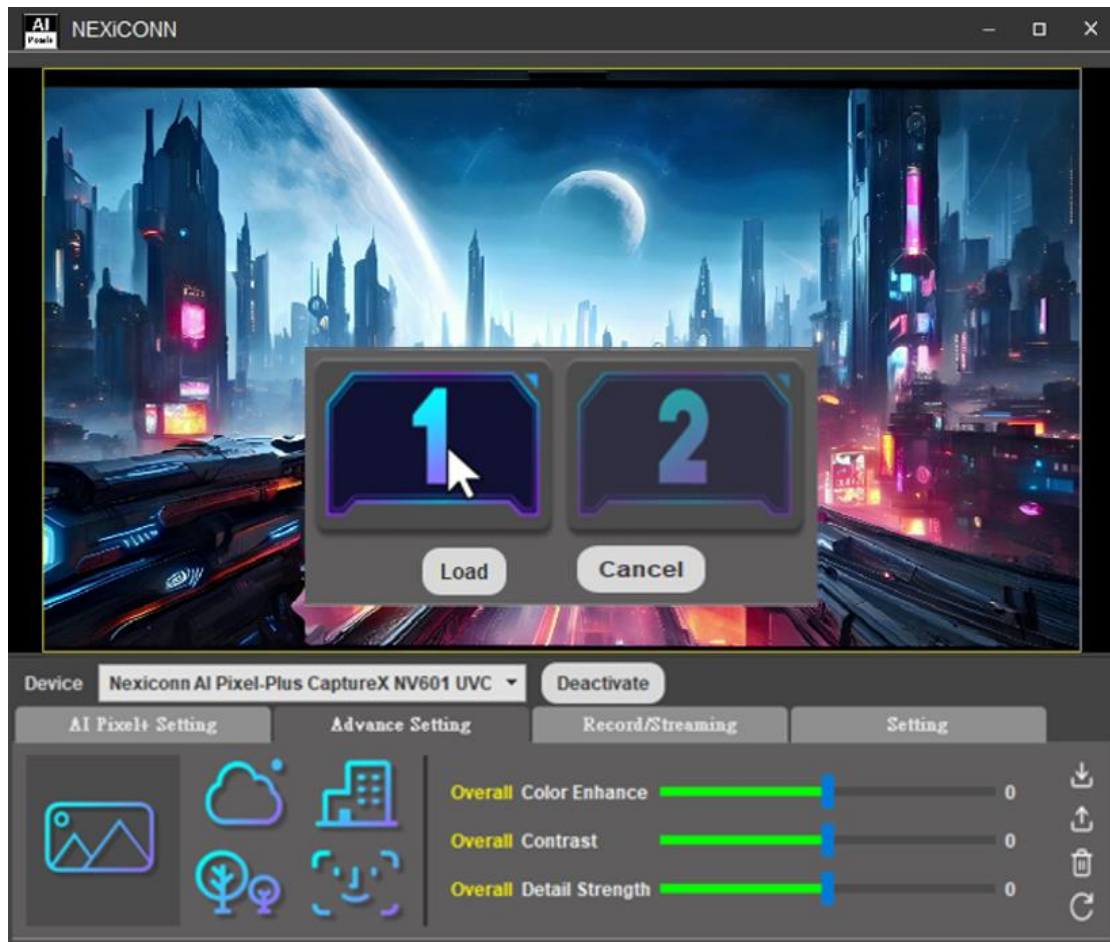 AI
NEXiCONN
Pixels
1
2
Load Cancel
Device Nexiconn AI Pixel-Plus CaptureX NV601 UVC Deactivate
AI Pixel+ Setting Advance Setting Record/Streaming Setting
Overall Color Enhance 0
Overall Contrast 0
Overall Detail Strength 0